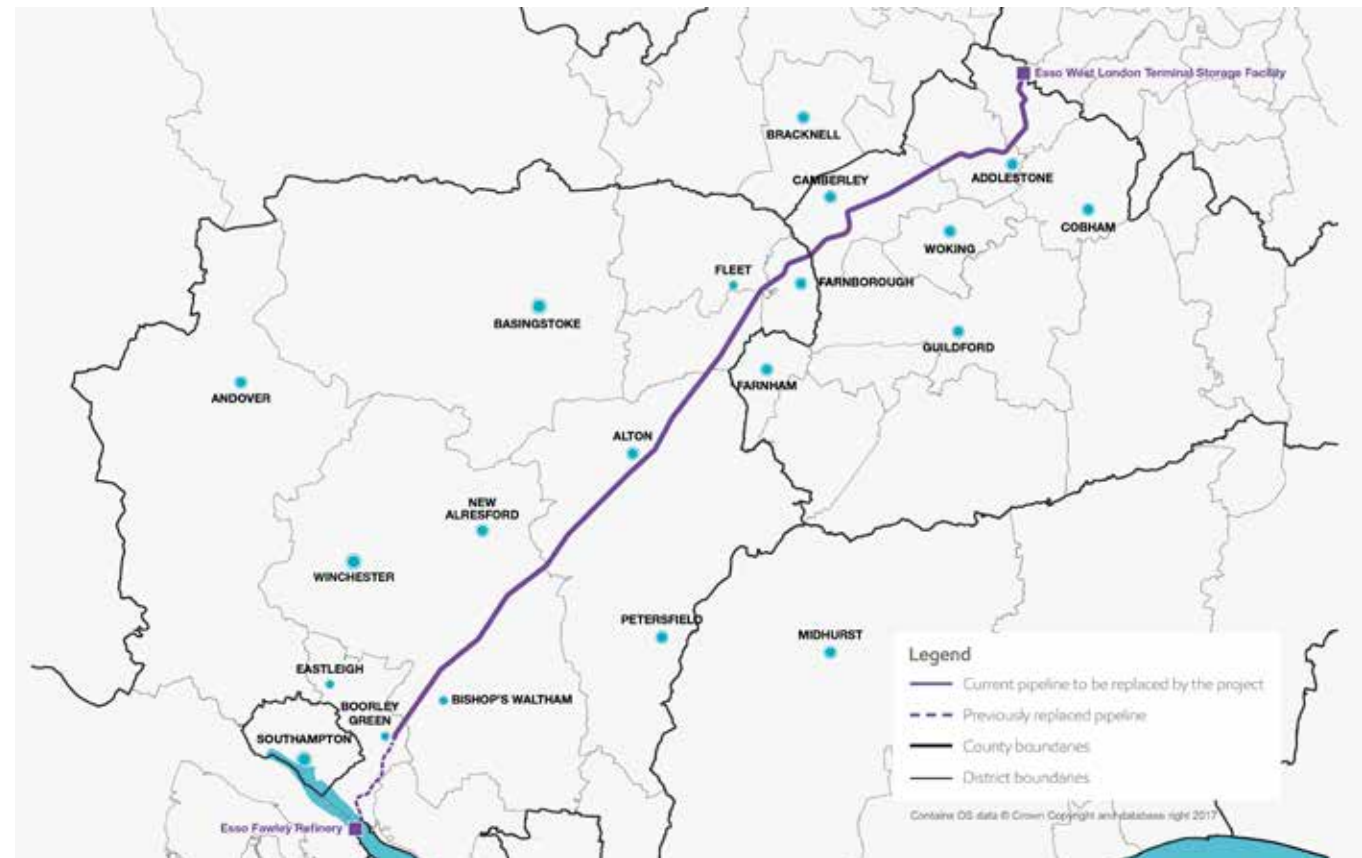 Esso West London Terminal Storage Facility
BRACKNELL
CAMBERLEY
ADDLESTONE
COBHAM
WOKING
FLEET
FARNBOROUGH
BASINGSTOKE
GUILDFORD
FARNHAM
ANDOVER
ALTON
NEW
ALRESFORD
WINCHESTER
PETERSFIELD
MIDHURST
EASTLEIGH
BISHOP'S WALTHAM
BOORLEY
GREEN
SOUTHAMPTON
Esso Fawley Refinery
Legend
Current pipeline to be replaced by the project
Previously replaced pipeline
County boundaries
District boundaries
Contains OS data © Crown Copyright and database right 2017